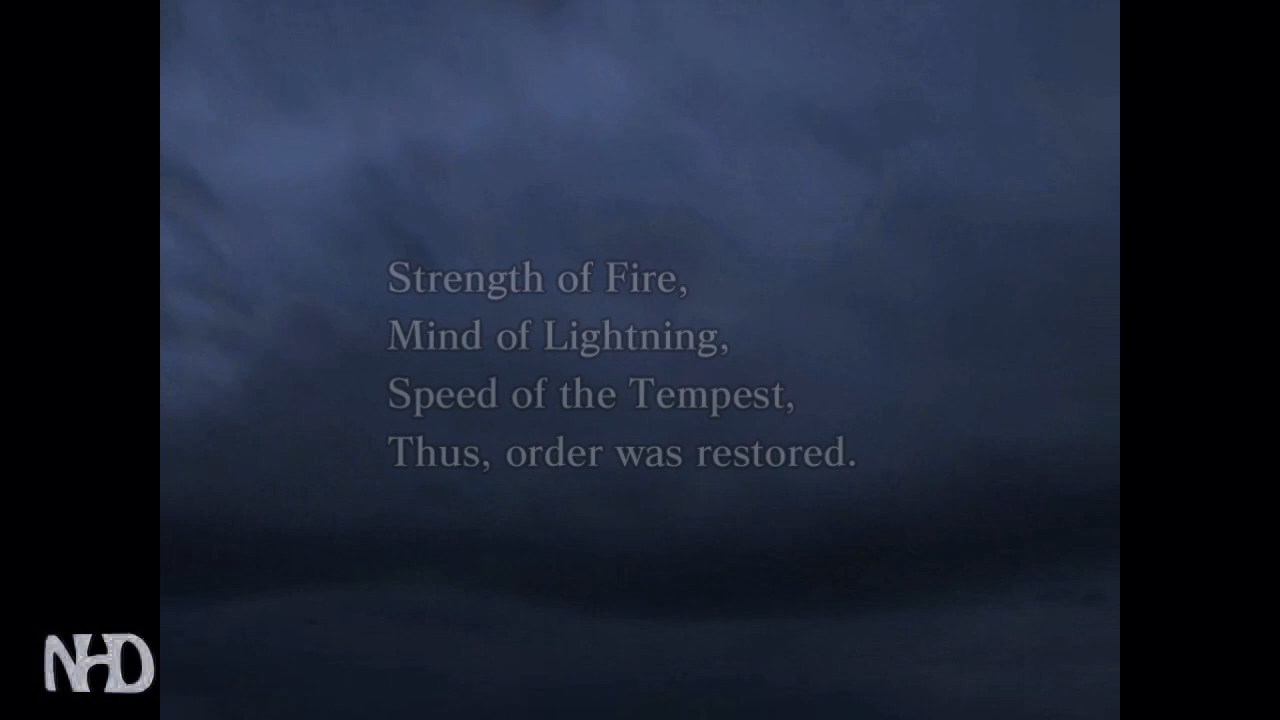 Strength of Fire,
Mind of Lightning,
Speed of the Tempest,
Thus, order was restored.
NHD